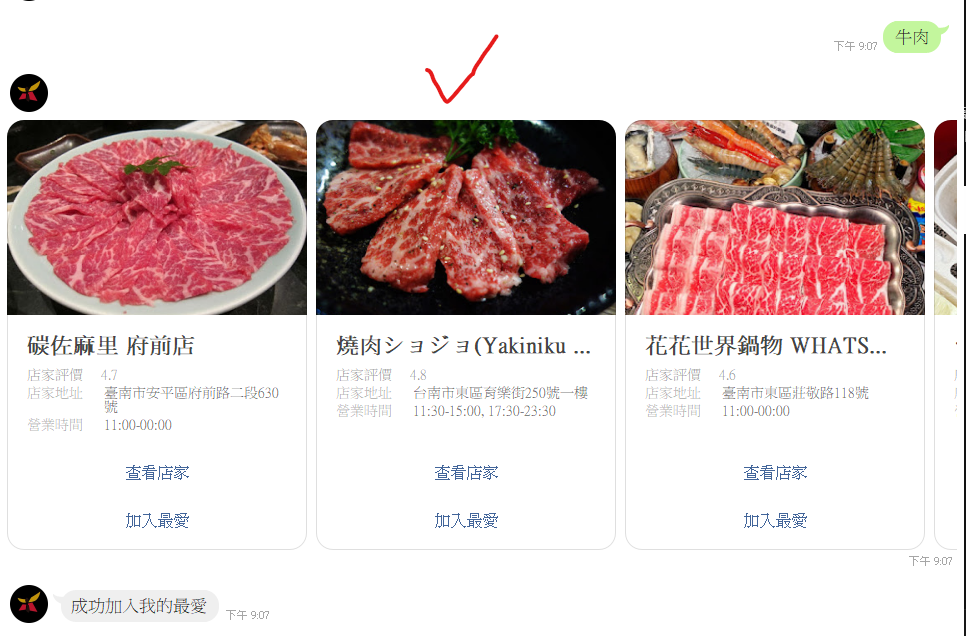 牛肉
下午 9:07
碳佐麻里 府前店
店家評價 4.7
店家地址 臺南市安平區府前路二段630
號
營業時間 11:00-00:00
查看店家
加入最愛
燒肉ショジョ(Yakiniku ...
店家評價 4.8
店家地址 台南市東區育樂街250號一樓
營業時間 11:30-15:00, 17:30-23:30
查看店家
加入最愛
花花世界鍋物 WHATS...
店家評價 4.6
店家地址 臺南市東區莊敬路118號
營業時間 11:00-00:00
查看店家
加入最愛
下午 9:07
成功加入我的最愛
下午 9:07